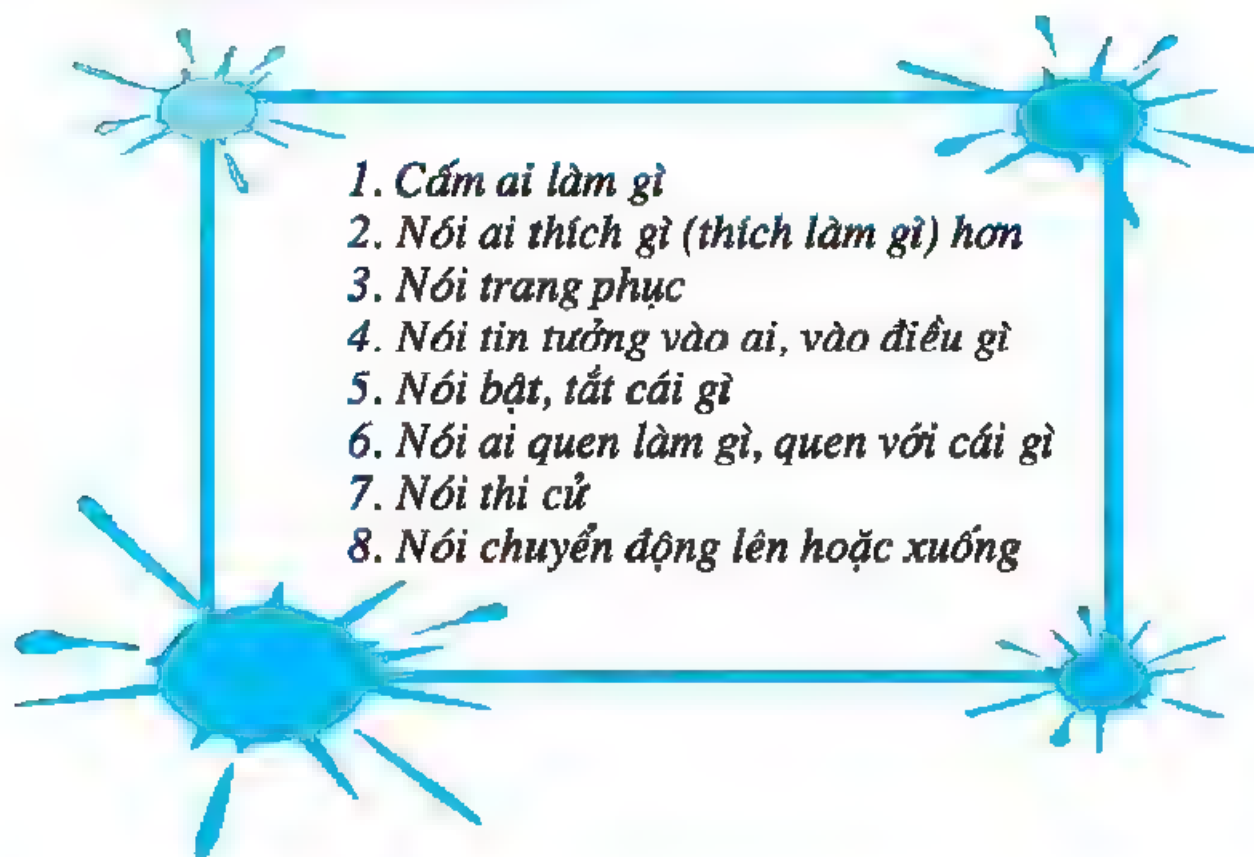 1. Cấm ai làm gì
2. Nói ai thích gì (thích làm gì) hơn
3. Nói trang phục
4. Nói tin tưởng vào ai, vào điều gì
5. Nói bật, tắt cái gì
6. Nói ai quen làm gì, quen với cái gì
7. Nói thi cử
8. Nói chuyển động lên hoặc xuống